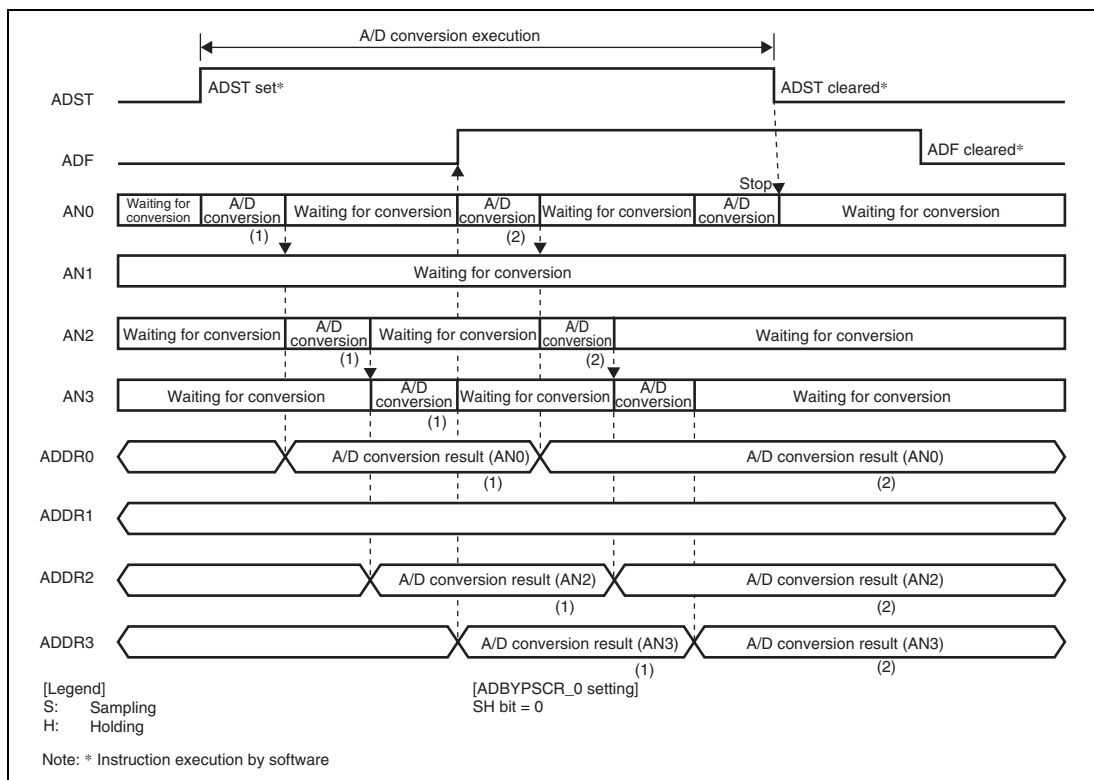 A/D conversion execution
ADST
ADST set*
ADST cleared*
ADF
ADF cleared*
Stop
AN0
Waiting for
conversion
A/D
conversion
Waiting for conversion
A/D
conversion
Waiting for conversion
A/D
conversion
Waiting for conversion
(1)
(2)
AN1
Waiting for conversion
AN2
Waiting for conversion
A/D
conversion
Waiting for conversion
A/D
conversion
Waiting for conversion
(1)
(2)
AN3
Waiting for conversion
A/D
conversion
Waiting for conversion
A/D
conversion
Waiting for conversion
(1)
ADDR0
A/D conversion result (AN0)
A/D conversion result (AN0)
(1)
(2)
ADDR1
ADDR2
A/D conversion result (AN2)
A/D conversion result (AN2)
(1)
(2)
ADDR3
A/D conversion result (AN3)
A/D conversion result (AN3)
(1)
(2)
[Legend]
S: Sampling
H: Holding
[ADBYPSCR_0 setting]
SH bit = 0
Note: * Instruction execution by software